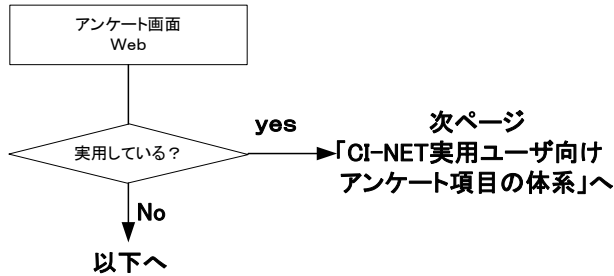 アンケート画面
Web
実用している？
yes
次ページ
「CI-NET実用ユーザ向け
アンケート項目の体系」へ
No
以下へ